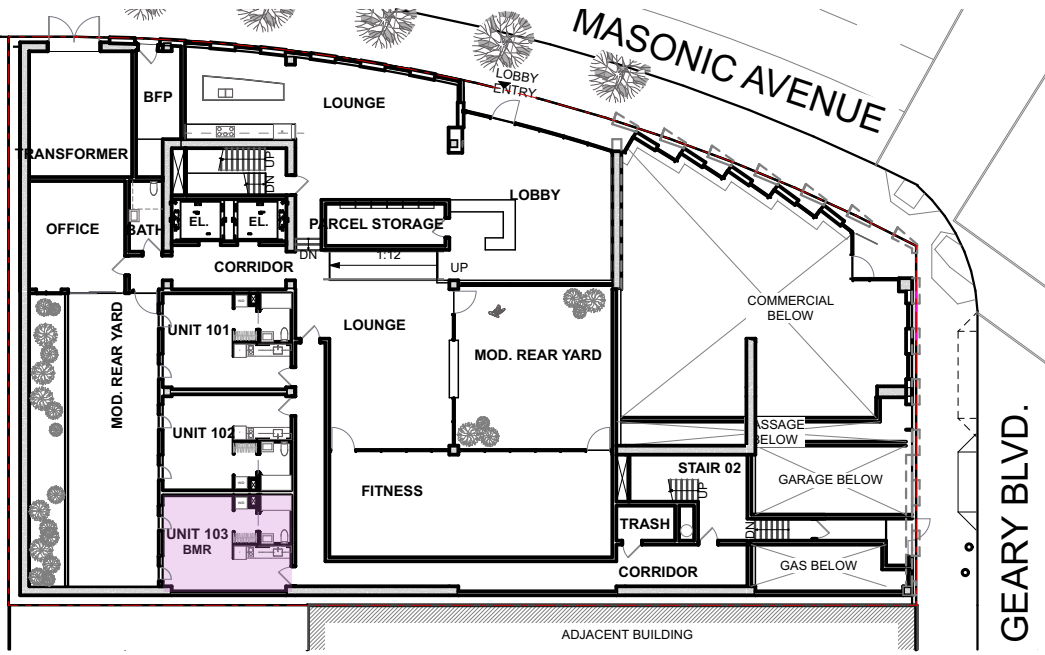 MASONIC AVENUE
LOBBY
ENTRY
BFP
LOUNGE
TRANSFORMER
UP
DN
LOBBY
OFFICE
BATH
EL.
EL.
PARCEL STORAGE
DN
1:12
UP
CORRIDOR
COMMERCIAL
BELOW
MOD. REAR YARD
UNIT 101
LOUNGE
MOD. REAR YARD
UNIT 102
ASSAGE
BELOW
STAIR 02
GARAGE BELOW
FITNESS
UP
TRASH
DN
UNIT 103
BMR
CORRIDOR
GAS BELOW
GEARY BLVD.
ADJACENT BUILDING